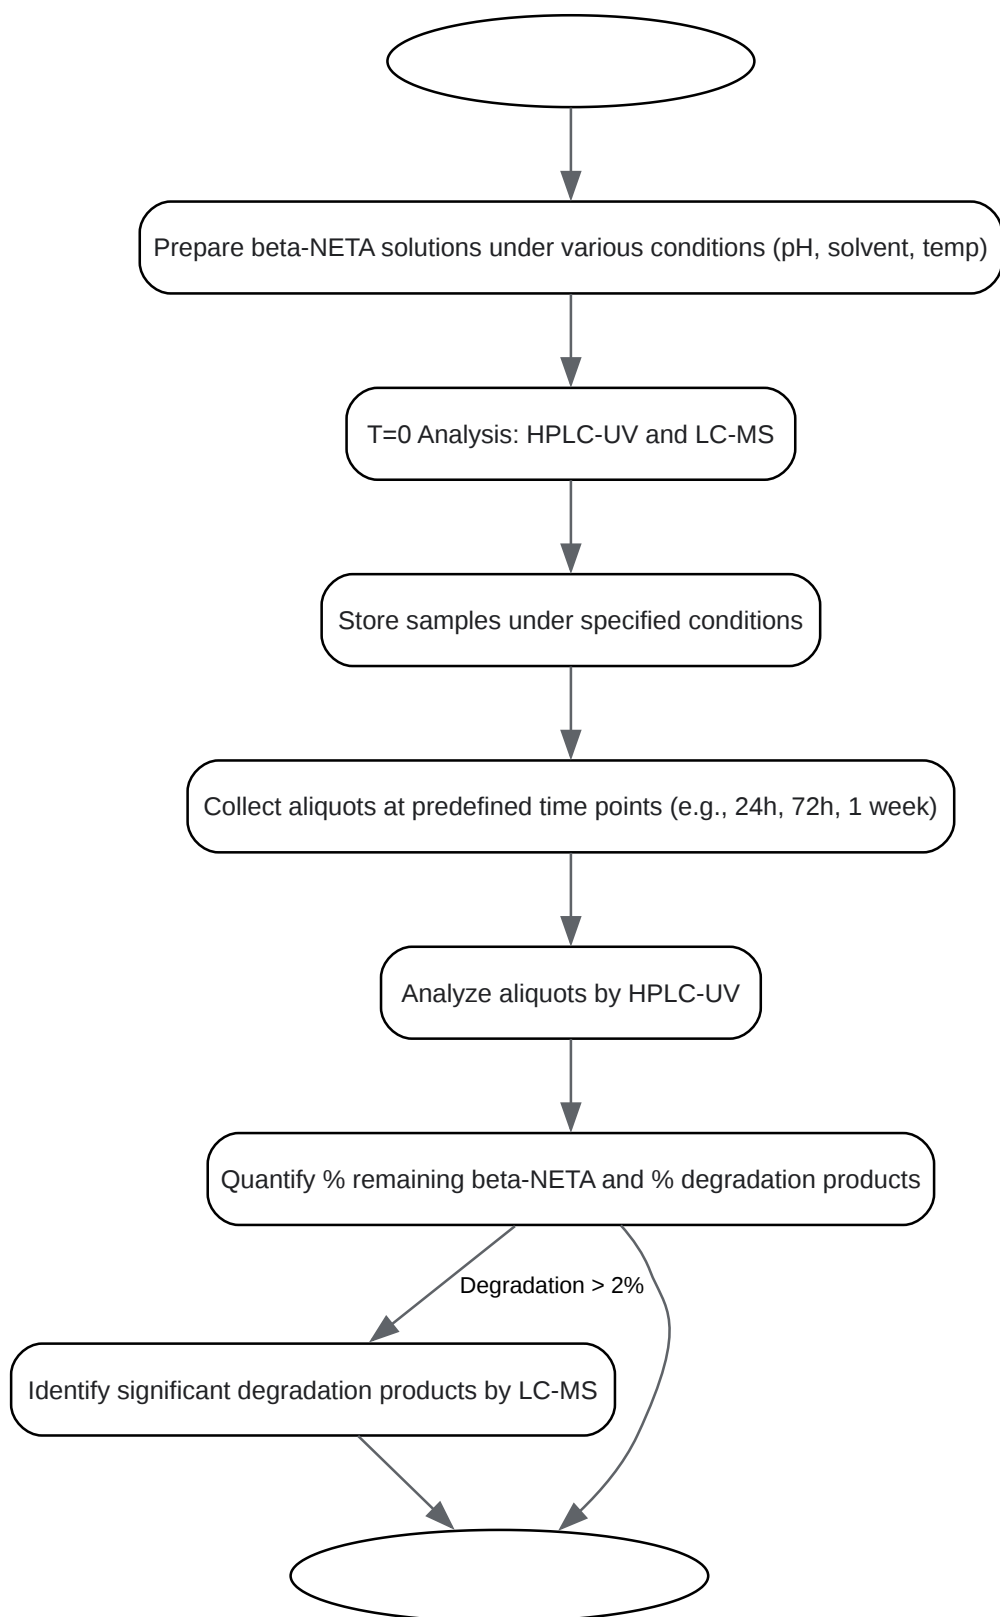 Prepare beta-NETA solutions under various conditions (pH, solvent, temp)
T=0 Analysis: HPLC-UV and LC-MS
Store samples under specified conditions
Collect aliquots at predefined time points (e.g., 24h, 72h, 1 week)
Analyze aliquots by HPLC-UV
Quantify % remaining beta-NETA and % degradation products
Degradation > 2%
Identify significant degradation products by LC-MS